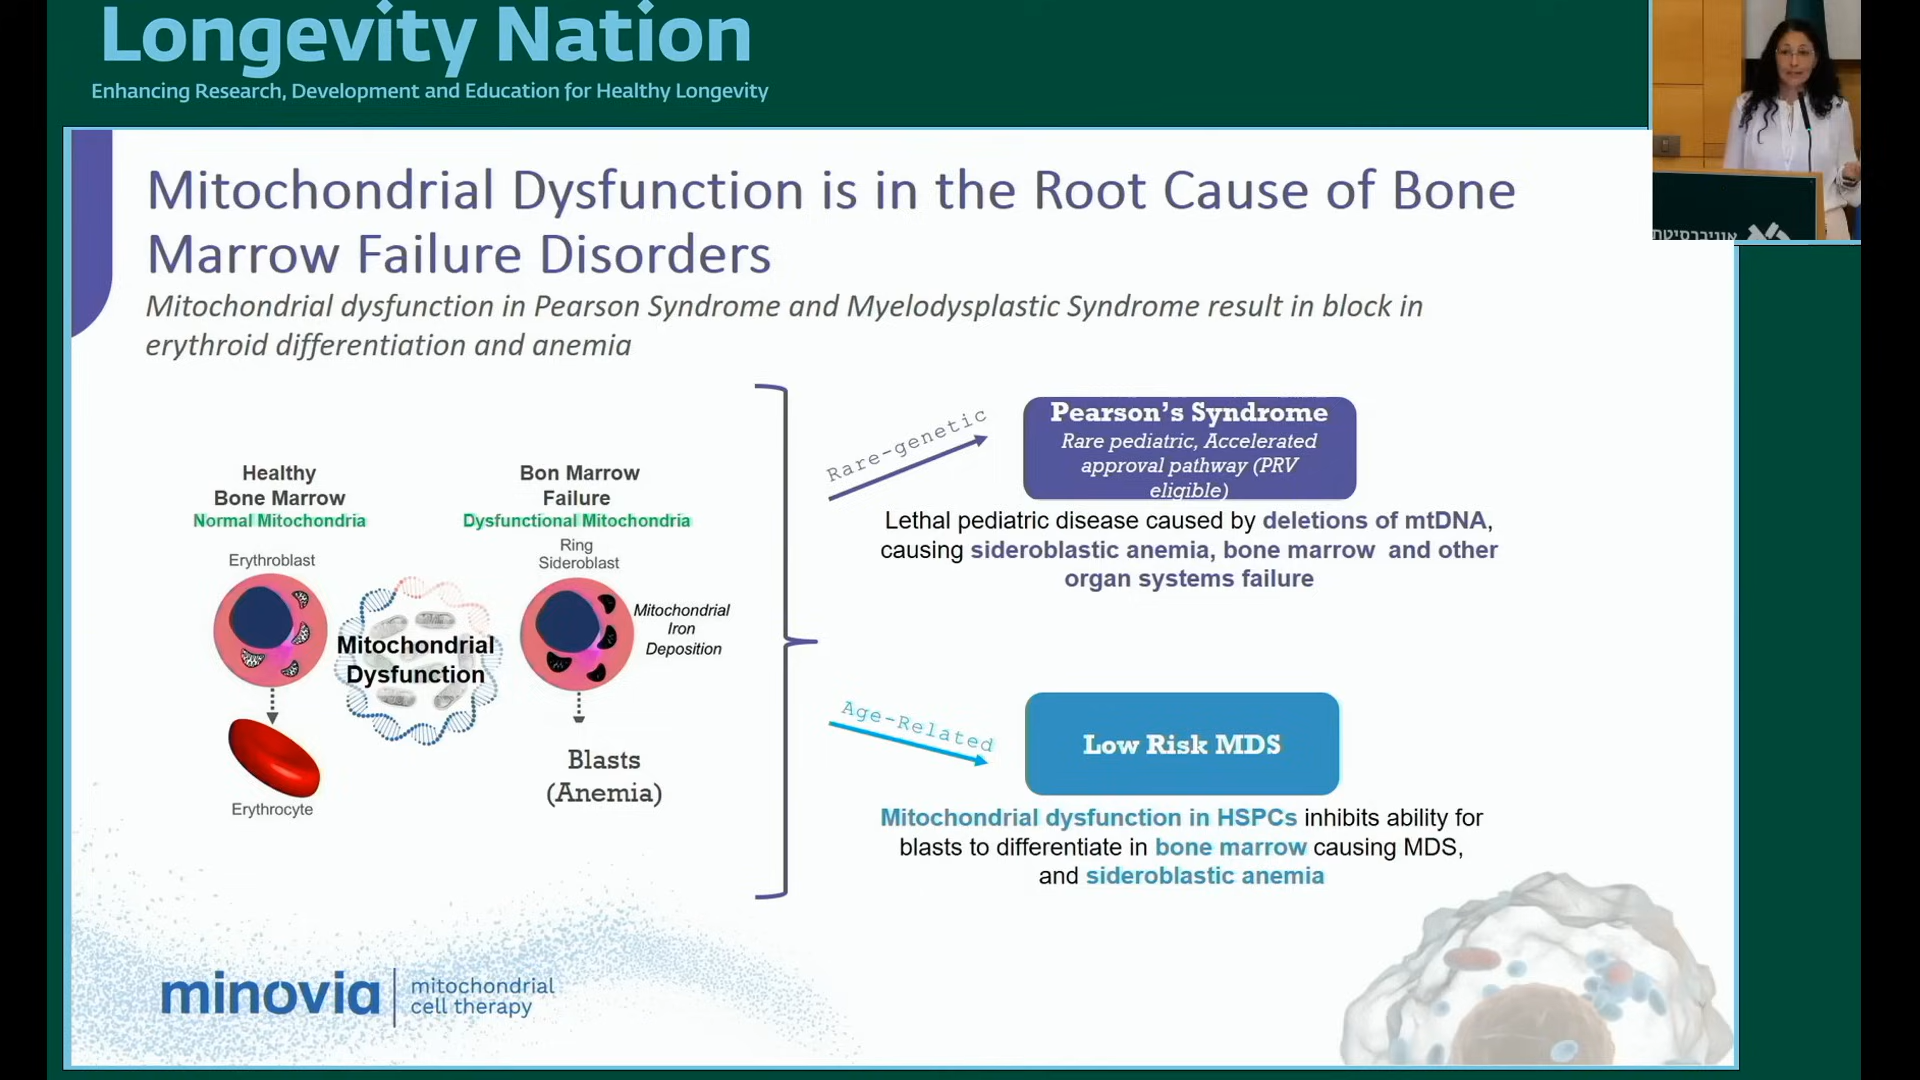 Longevity Nation
Enhancing Research, Development and Education for Healthy Longevity
Mitochondrial Dysfunction is in the Root Cause of Bone
Marrow Failure Disorders
Mitochondrial dysfunction in Pearson Syndrome and Myelodysplastic Syndrome result in block in
erythroid differentiation and anemia
Healthy
Bone Marrow
Normal Mitochondria
Erythroblast
Erythrocyte
Mitochondrial
Dysfunction
Bon Marrow
Failure
Dysfunctional Mitochondria
Ring
Sideroblast
Mitochondrial
Iron
Deposition
Blasts
(Anemia)
Rare-genetic
Pearson's Syndrome
Rare pediatric, Accelerated
approval pathway (PRV
eligible)
Lethal pediatric disease caused by deletions of mtDNA,
causing sideroblastic anemia, bone marrow and other
organ systems failure
Age-Related
Low Risk MDS
Mitochondrial dysfunction in HSPCs inhibits ability for
blasts to differentiate in bone marrow causing MDS,
and sideroblastic anemia
minovia
mitochondrial
cell therapy
אוניברסיטת